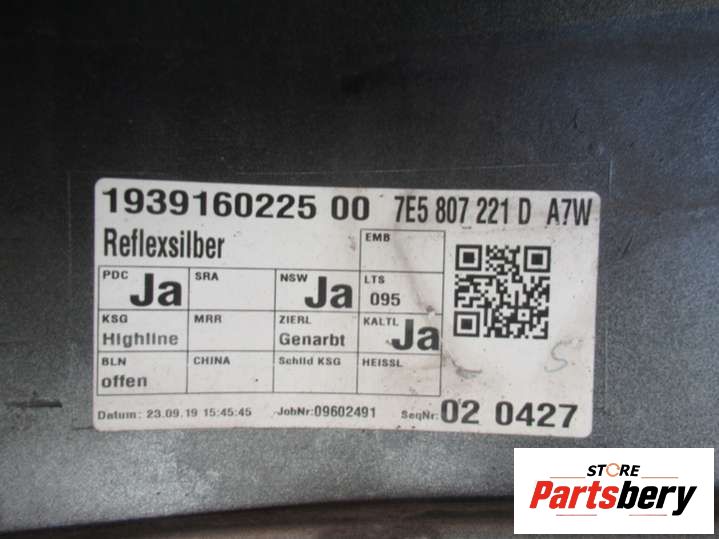 1939160225 00 7E5 807 221 D A7W
Reflexsilber EMB
PDC Ja SRA NSW Ja LTS 095
KSG Highline MRR ZIERL Genarbt KALTL Ja
BLN offen CHINA Schild KSG HEISSL
Datum: 23.09.19 15:45:45 JobNr:09602491 SeqNr: 02 0427
5
STORE
Partsbery